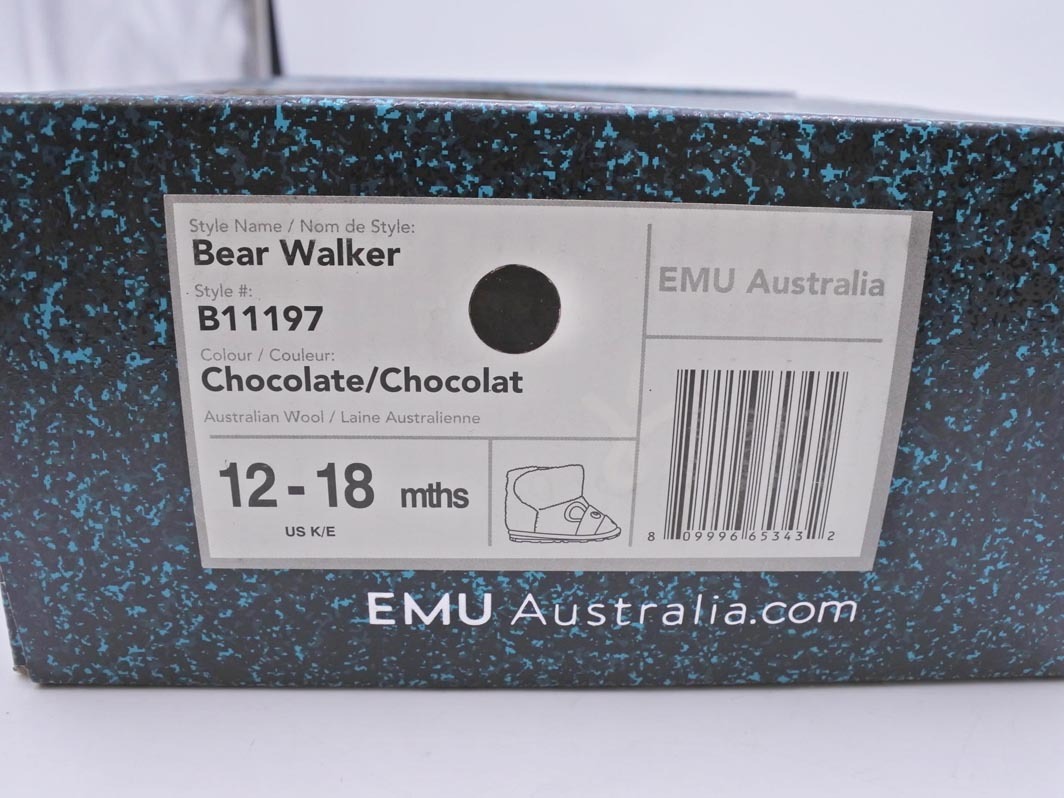 Style Name / Nom de Style:
Bear Walker
Style #:
B11197
Colour / Couleur:
Chocolate/Chocolat
Australian Wool / Laine Australienne
12 - 18 mths
US K/E
EMU Australia
8 09996 65343 2
EMU Australia.com